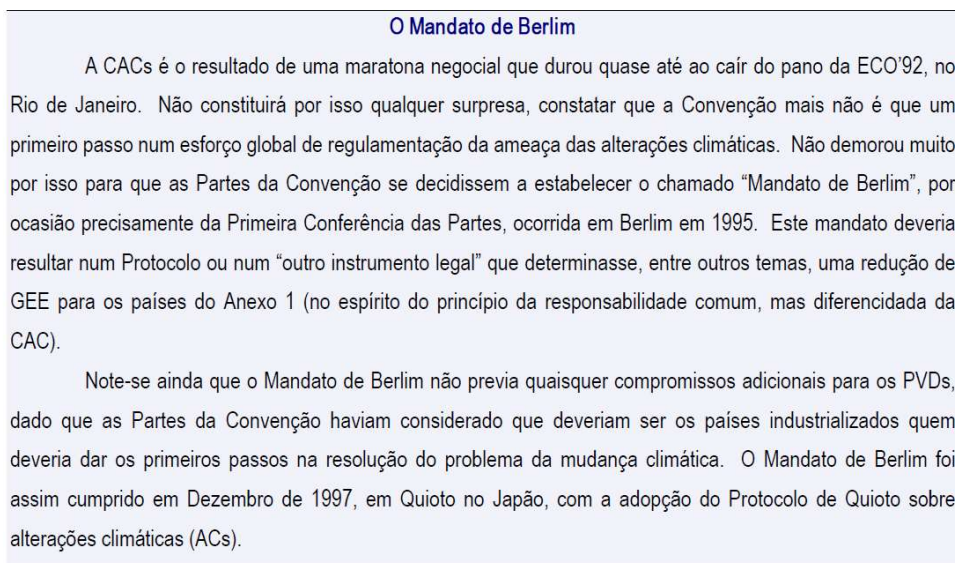 O Mandato de Berlim
A CACs é o resultado de uma maratona negocial que durou quase até ao caír do pano da ECO'92, no
Rio de Janeiro. Não constituirá por isso qualquer surpresa, constatar que a Convenção mais não é que um
primeiro passo num esforço global de regulamentação da ameaça das alterações climáticas. Não demorou muito
por isso para que as Partes da Convenção se decidissem a estabelecer o chamado “Mandato de Berlim”, por
ocasião precisamente da Primeira Conferência das Partes, ocorrida em Berlim em 1995. Este mandato deveria
resultar num Protocolo ou num “outro instrumento legal” que determinasse, entre outros temas, uma redução de
GEE para os países do Anexo 1 (no espírito do princípio da responsabilidade comum, mas diferencidada da
CAC).
Note-se ainda que o Mandato de Berlim não previa quaisquer compromissos adicionais para os PVDs,
dado que as Partes da Convenção haviam considerado que deveriam ser os países industrializados quem
deveria dar os primeiros passos na resolução do problema da mudança climática. O Mandato de Berlim foi
assim cumprido em Dezembro de 1997, em Quioto no Japão, com a adopção do Protocolo de Quioto sobre
alterações climáticas (ACs).